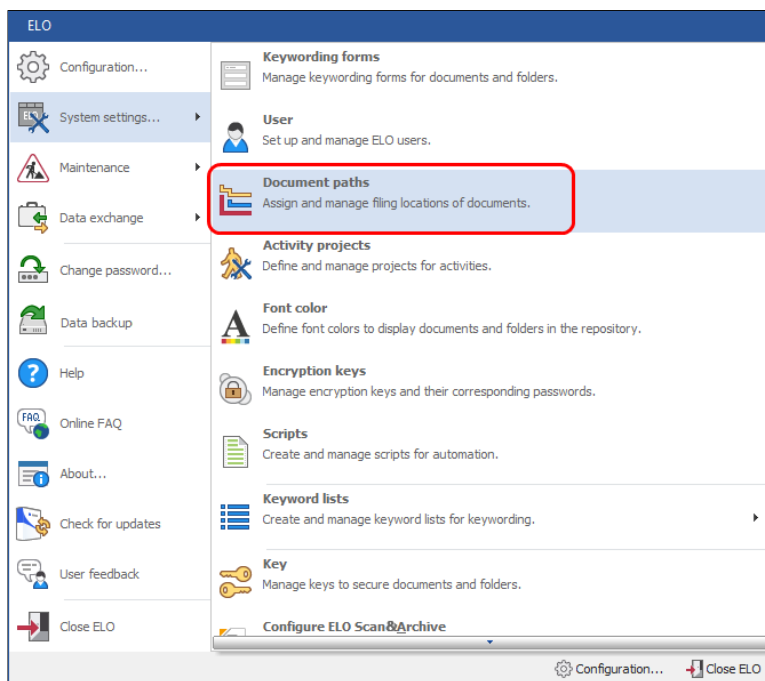 ELO
Configuration...
System settings...
Maintenance
Data exchange
Change password...
Data backup
Help
FAQ
Online FAQ
About...
Check for updates
User feedback
Close ELO
Keywording forms
Manage keywording forms for documents and folders.
User
Set up and manage ELO users.
Document paths
Assign and manage filing locations of documents.
Activity projects
Define and manage projects for activities.
Font color
Define font colors to display documents and folders in the repository.
Encryption keys
Manage encryption keys and their corresponding passwords.
Scripts
Create and manage scripts for automation.
Keyword lists
Create and manage keyword lists for keywording.
Key
Manage keys to secure documents and folders.
Configure ELO Scan&Archive
Configuration... Close ELO